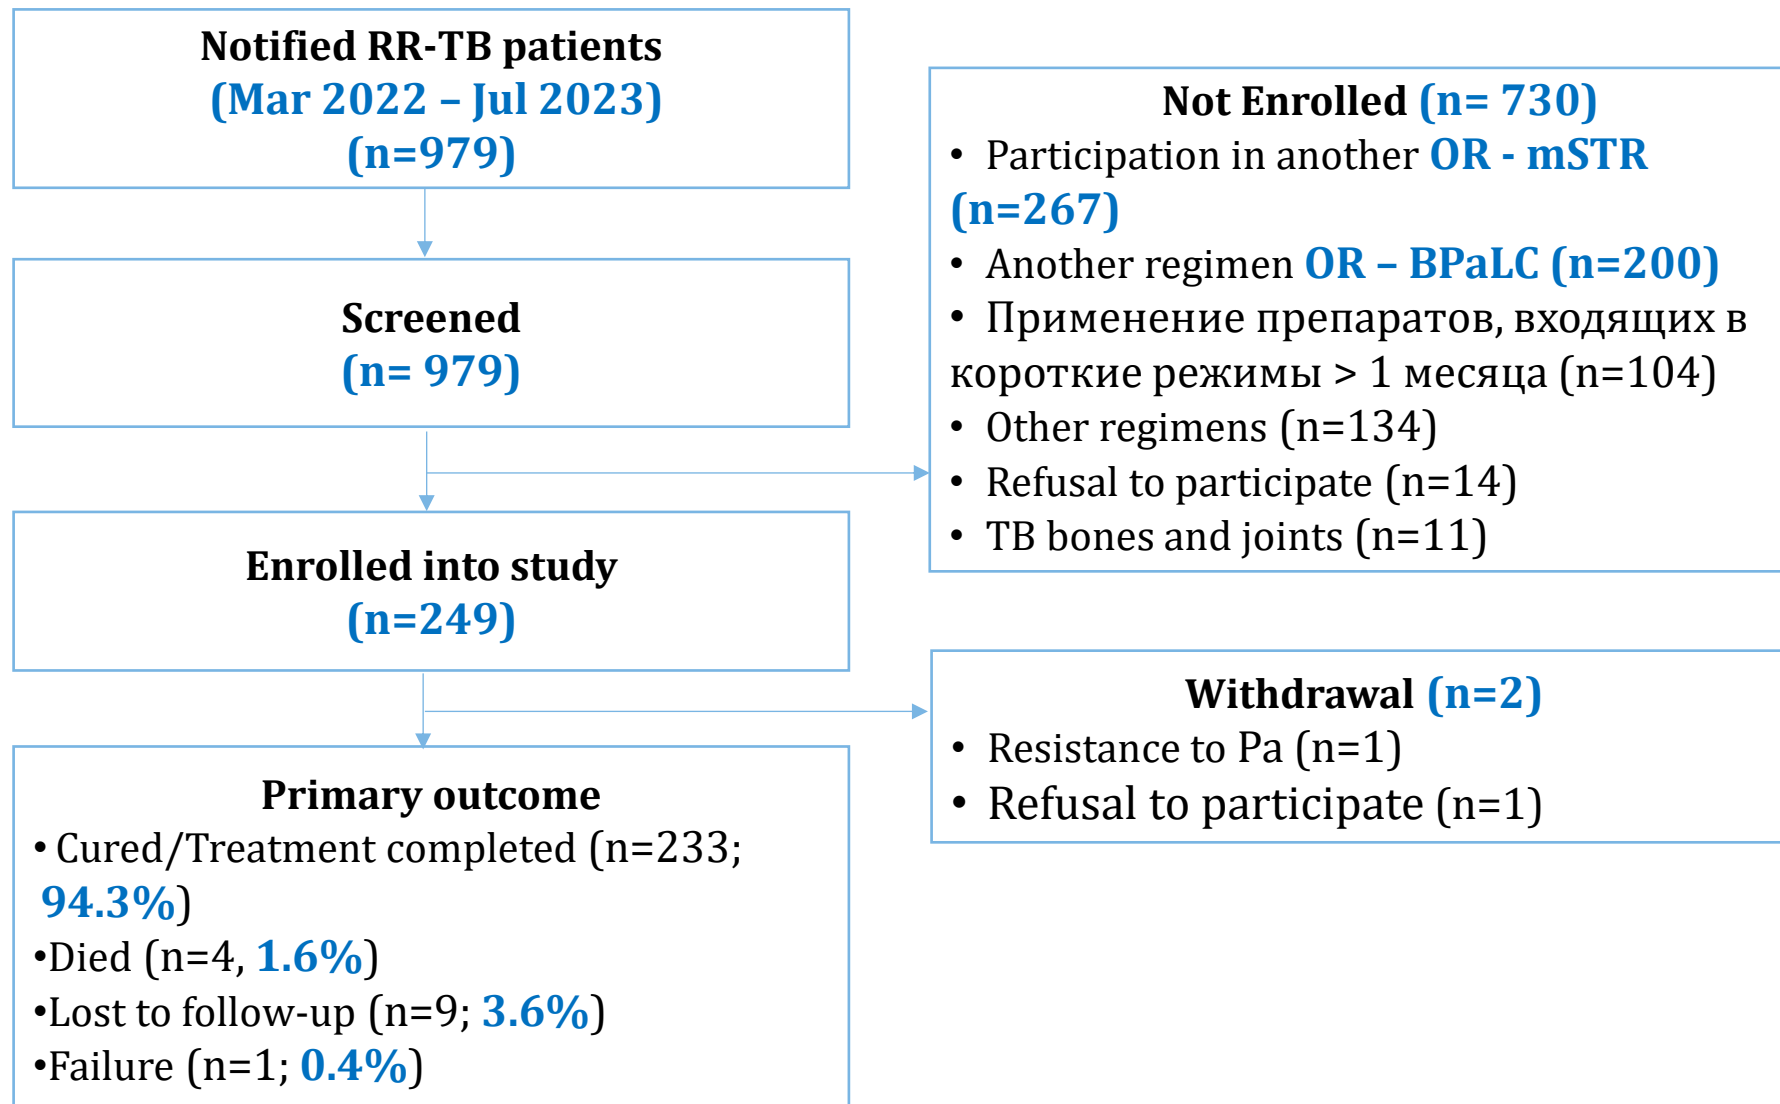 Notified RR-TB patients
(Mar 2022 – Jul 2023)
(n=979)
Screened
(n= 979)
Enrolled into study
(n=249)
Primary outcome
• Cured/Treatment completed (n=233;
94.3%)
•Died (n=4, 1.6%)
•Lost to follow-up (n=9; 3.6%)
•Failure (n=1; 0.4%)
Not Enrolled (n= 730)
• Participation in another OR - mSTR
(n=267)
• Another regimen OR – BPaLC (n=200)
• Применение препаратов, входящих в
короткие режимы > 1 месяца (n=104)
• Other regimens (n=134)
• Refusal to participate (n=14)
• TB bones and joints (n=11)
Withdrawal (n=2)
• Resistance to Pa (n=1)
• Refusal to participate (n=1)